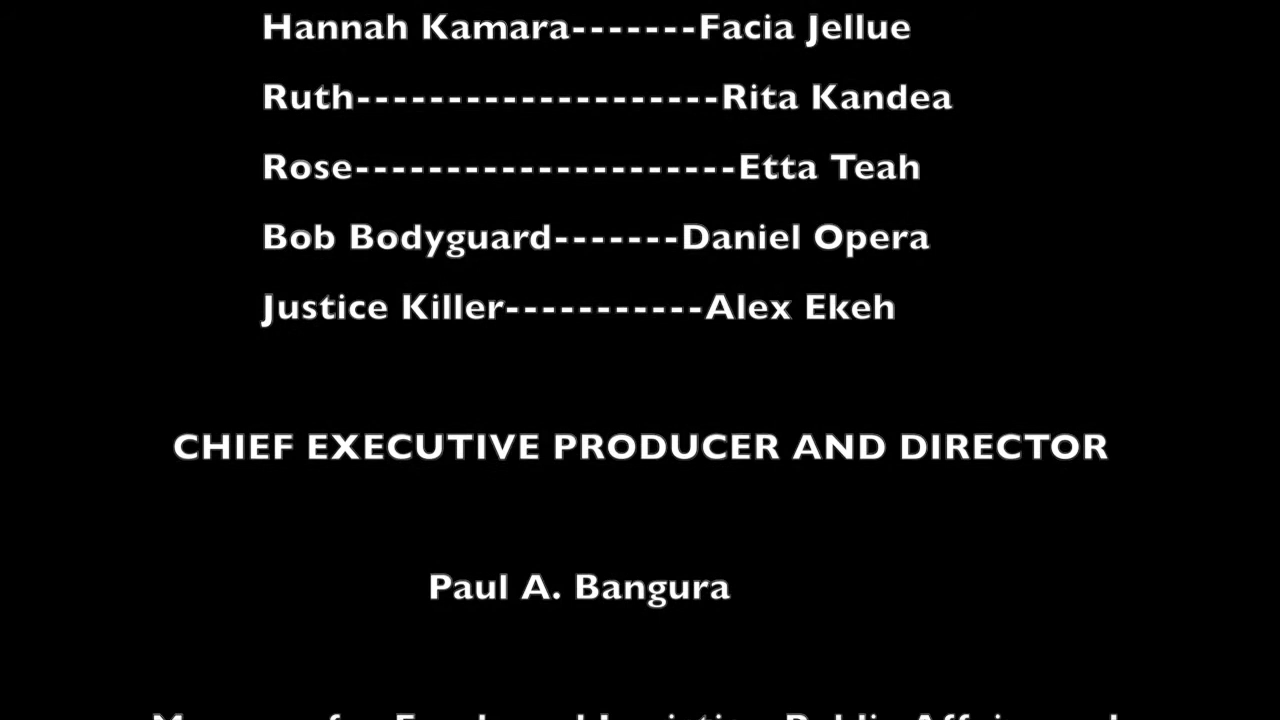 Hannah Kamara-------Facia Jellue
Ruth--------------------Rita Kandea
Rose---------------------Etta Teah
Bob Bodyguard-------Daniel Opera
Justice Killer-----------Alex Ekeh
CHIEF EXECUTIVE PRODUCER AND DIRECTOR
Paul A. Bangura